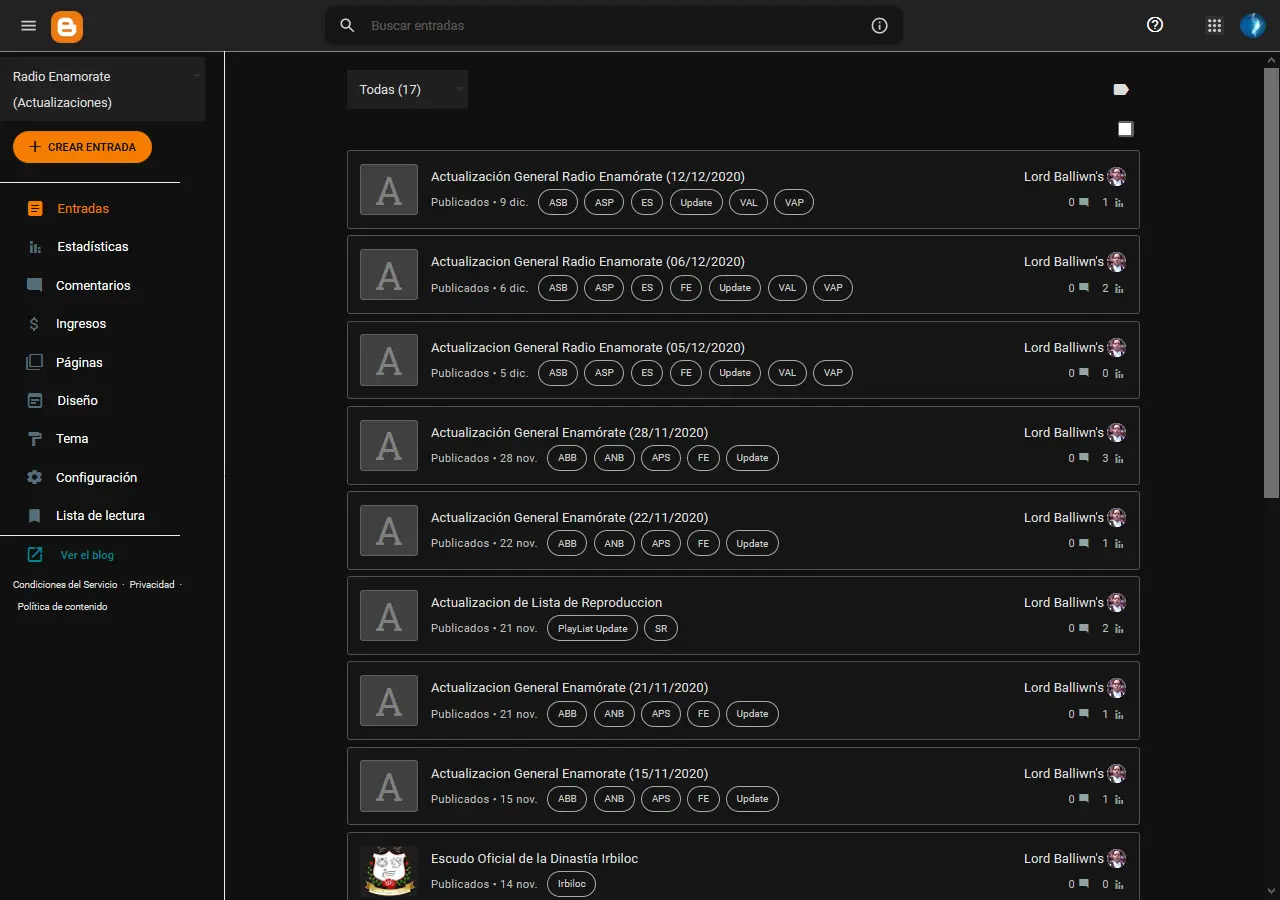 Buscar entradas
Radio Enamorate
(Actualizaciones)
CREAR ENTRADA
Entradas
Estadísticas
Comentarios
Ingresos
Páginas
Diseño
Tema
Configuración
Lista de lectura
Ver el blog
Condiciones del Servicio · Privacidad ·
Política de contenido
Todas (17)
A
Actualización General Radio Enamórate (12/12/2020)
Lord Balliwn's
Publicados • 9 dic. ASB ASP ES Update VAL VAP
0 1
A
Actualizacion General Radio Enamorate (06/12/2020)
Lord Balliwn's
Publicados • 6 dic. ASB ASP ES FE Update VAL VAP
0 2
A
Actualizacion General Radio Enamorate (05/12/2020)
Lord Balliwn's
Publicados • 5 dic. ASB ASP ES FE Update VAL VAP
0 0
A
Actualización General Enamórate (28/11/2020)
Lord Balliwn's
Publicados • 28 nov. ABB ANB APS FE Update
0 3
A
Actualización General Enamórate (22/11/2020)
Lord Balliwn's
Publicados • 22 nov. ABB ANB APS FE Update
0 1
A
Actualizacion de Lista de Reproduccion
Lord Balliwn's
Publicados • 21 nov. PlayList Update SR
0 2
A
Actualizacion General Enamórate (21/11/2020)
Lord Balliwn's
Publicados • 21 nov. ABB ANB APS FE Update
0 1
A
Actualizacion General Enamorate (15/11/2020)
Lord Balliwn's
Publicados • 15 nov. ABB ANB APS FE Update
0 1
Escudo Oficial de la Dinastía Irbiloc
Lord Balliwn's
Publicados • 14 nov. Irbiloc
0 0